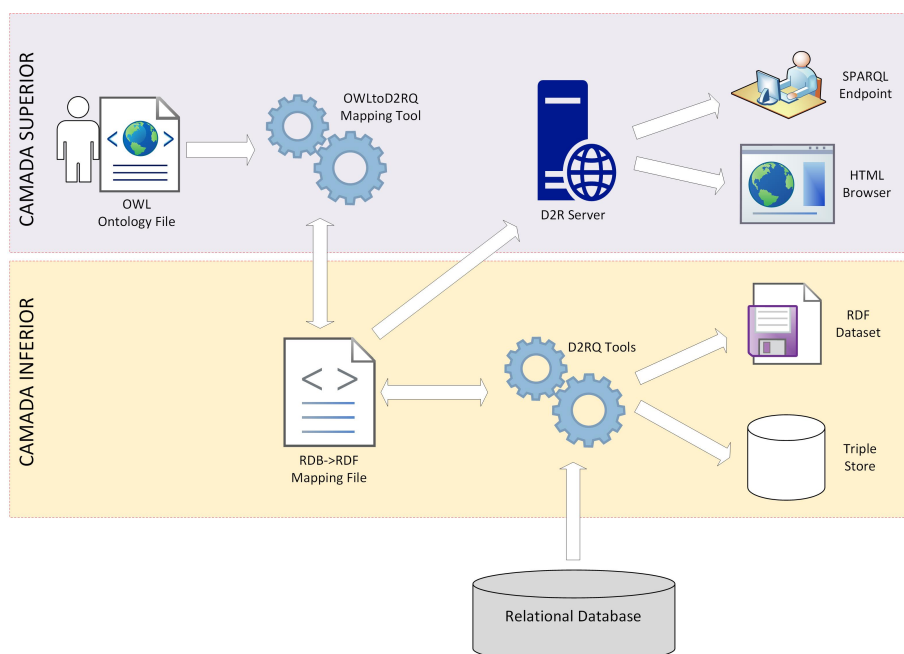 CAMADA SUPERIOR
OWL
Ontology File
OWLtoD2RQ
Mapping Tool
D2R Server
SPARQL
Endpoint
HTML
Browser
CAMADA INFERIOR
RDB->RDF
Mapping File
D2RQ Tools
RDF
Dataset
Triple
Store
Relational Database